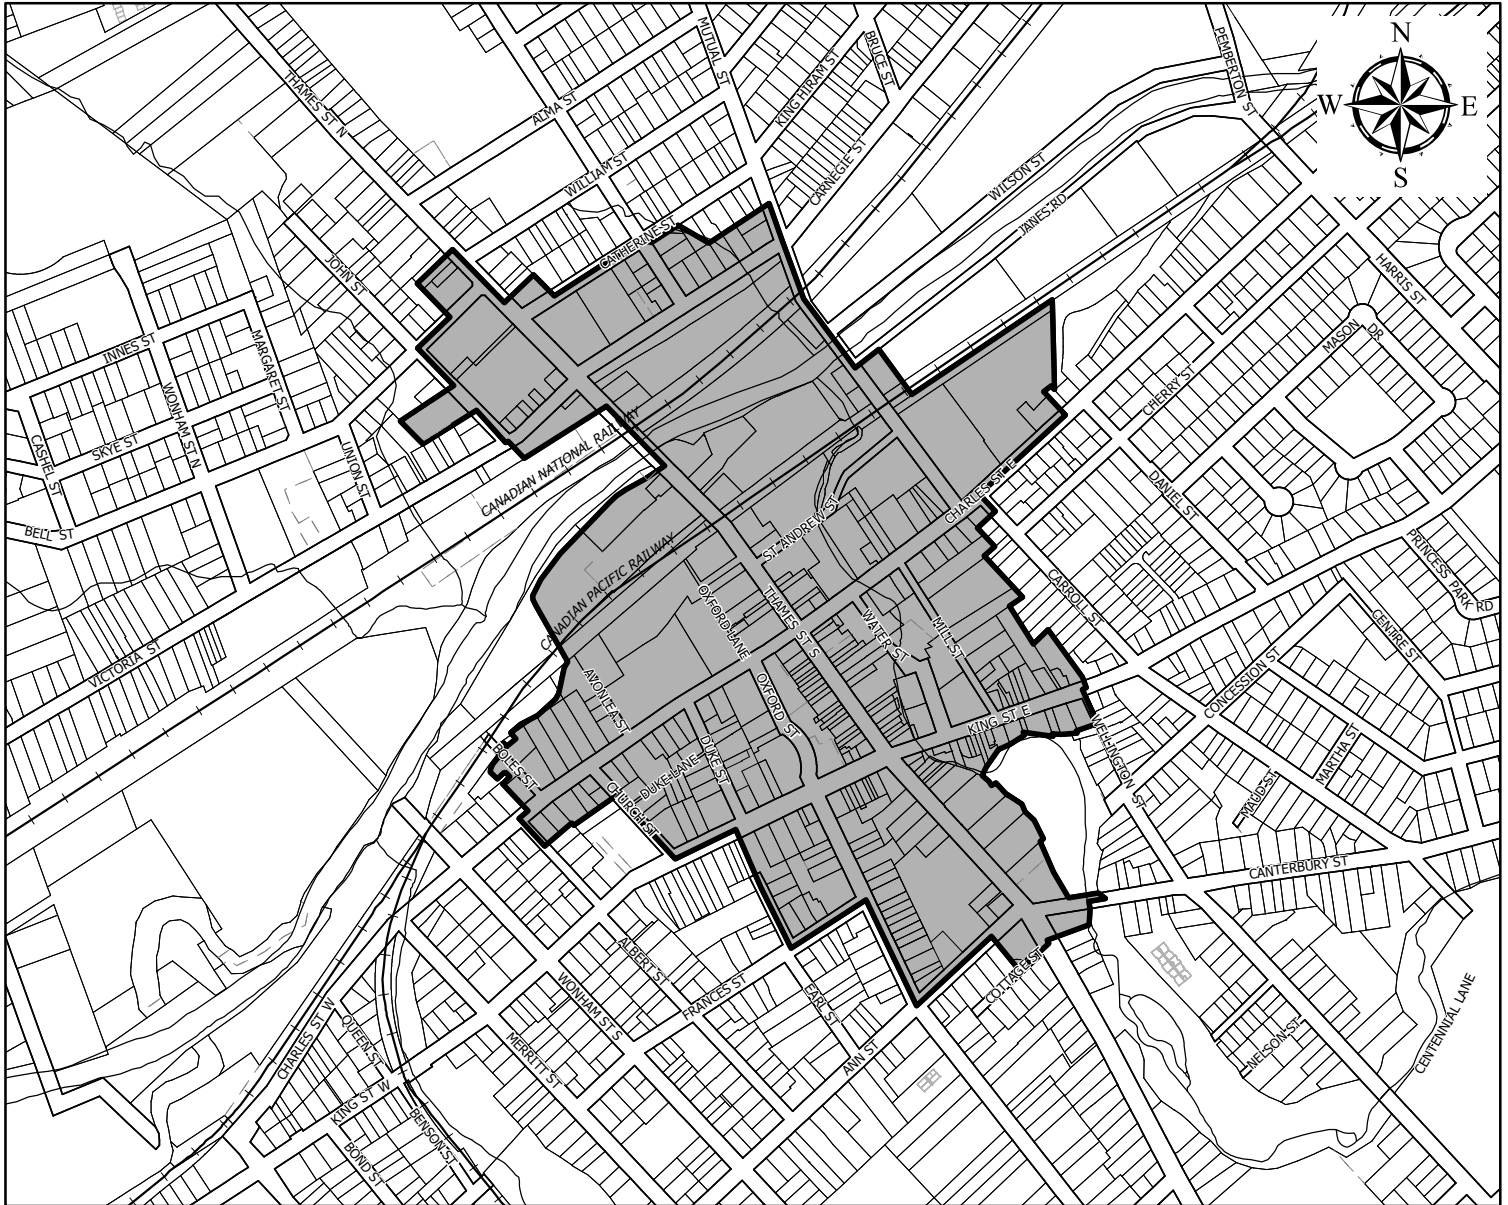 MUTUAL ST
BRUCE ST
PEMBERTON ST
N
THAMES ST N
KING HIRAM ST
W
E
ALMA ST
S
WILLIAM ST
CARNEGIE ST
WILSON ST
JANES RD
CATHERINE ST
JOHN ST
HARRIS ST
INNES ST
MARGARET ST
MASON DR
WONHAM ST N
CHERRY ST
SKYE ST
CASHEL ST
UNION ST
CANADIAN NATIONAL RAILWAY
CHARLES ST E
DANIEL ST
BELL ST
ST. ANDREW ST
CANADIAN PACIFIC RAILWAY
PRINCESS PARK RD
OXFORD LANE
THAMES ST S
CARROLL ST
WATER ST
MILL ST
CENTRE ST
VICTORIA ST
AVONLEA ST
OXFORD ST
CONCESSION ST
KING ST E
BOLES ST
DUKE ST
WELLINGTON ST
MARTHA ST
DUKE LANE
CHURCH ST
MAUD ST
CANTERBURY ST
ALBERT ST
WONHAM ST S
FRANCES ST
EARL ST
COTTAGE ST
CHARLES ST W
QUEEN ST
MERRITT ST
ANN ST
NELSON ST
CENTENNIAL LANE
KING ST W
BENSON ST
BOND ST